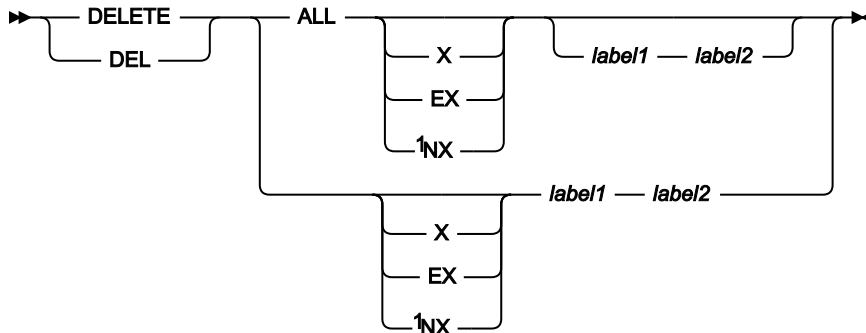 DELETE ALL
DEL X label1 label2
EX
1NX
label1 label2
X
EX
1NX